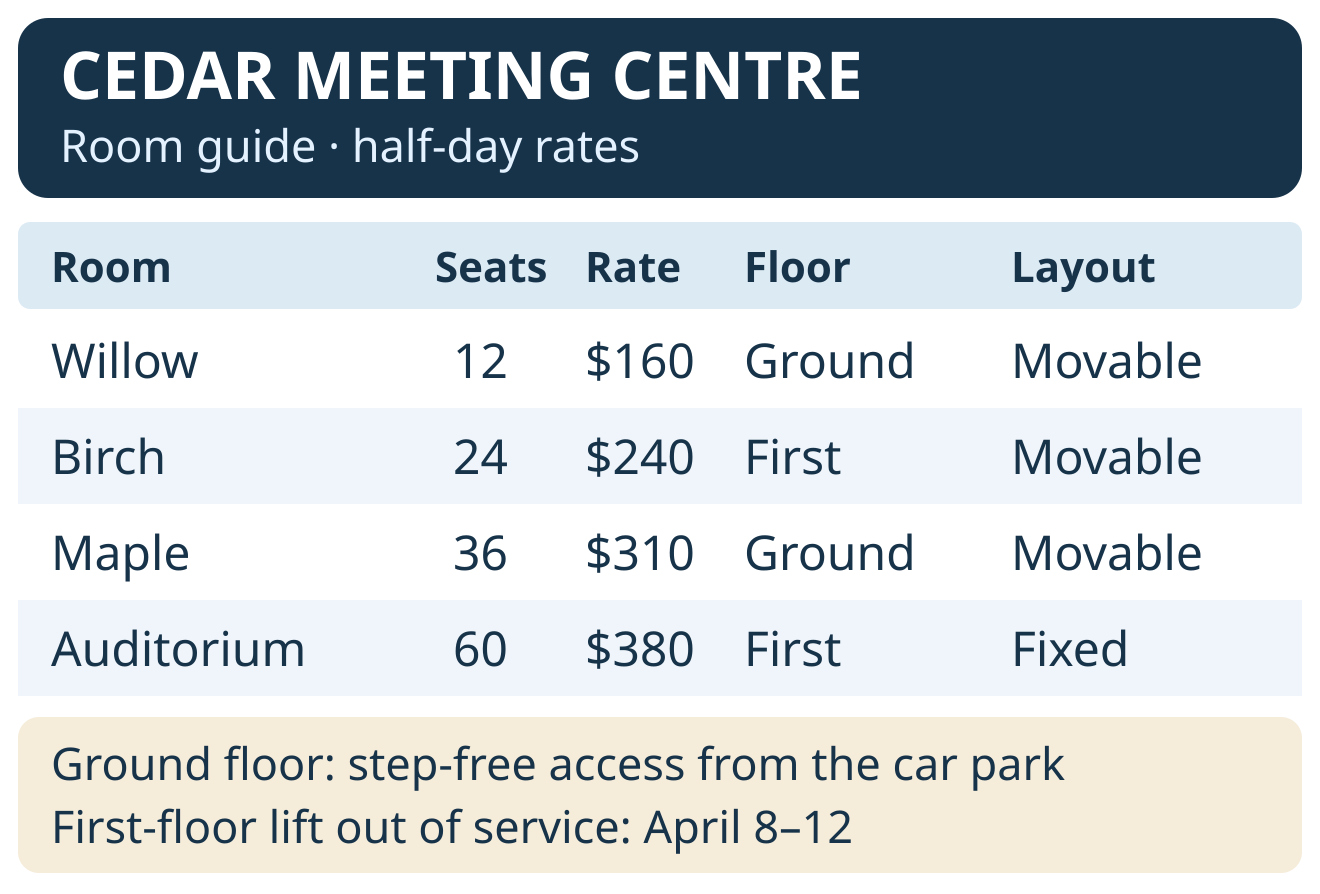 CEDAR MEETING CENTRE
Room guide · half-day rates
Room Seats Rate Floor Layout
Willow 12 $160 Ground Movable
Birch 24 $240 First Movable
Maple 36 $310 Ground Movable
Auditorium 60 $380 First Fixed
Ground floor: step-free access from the car park
First-floor lift out of service: April 8–12